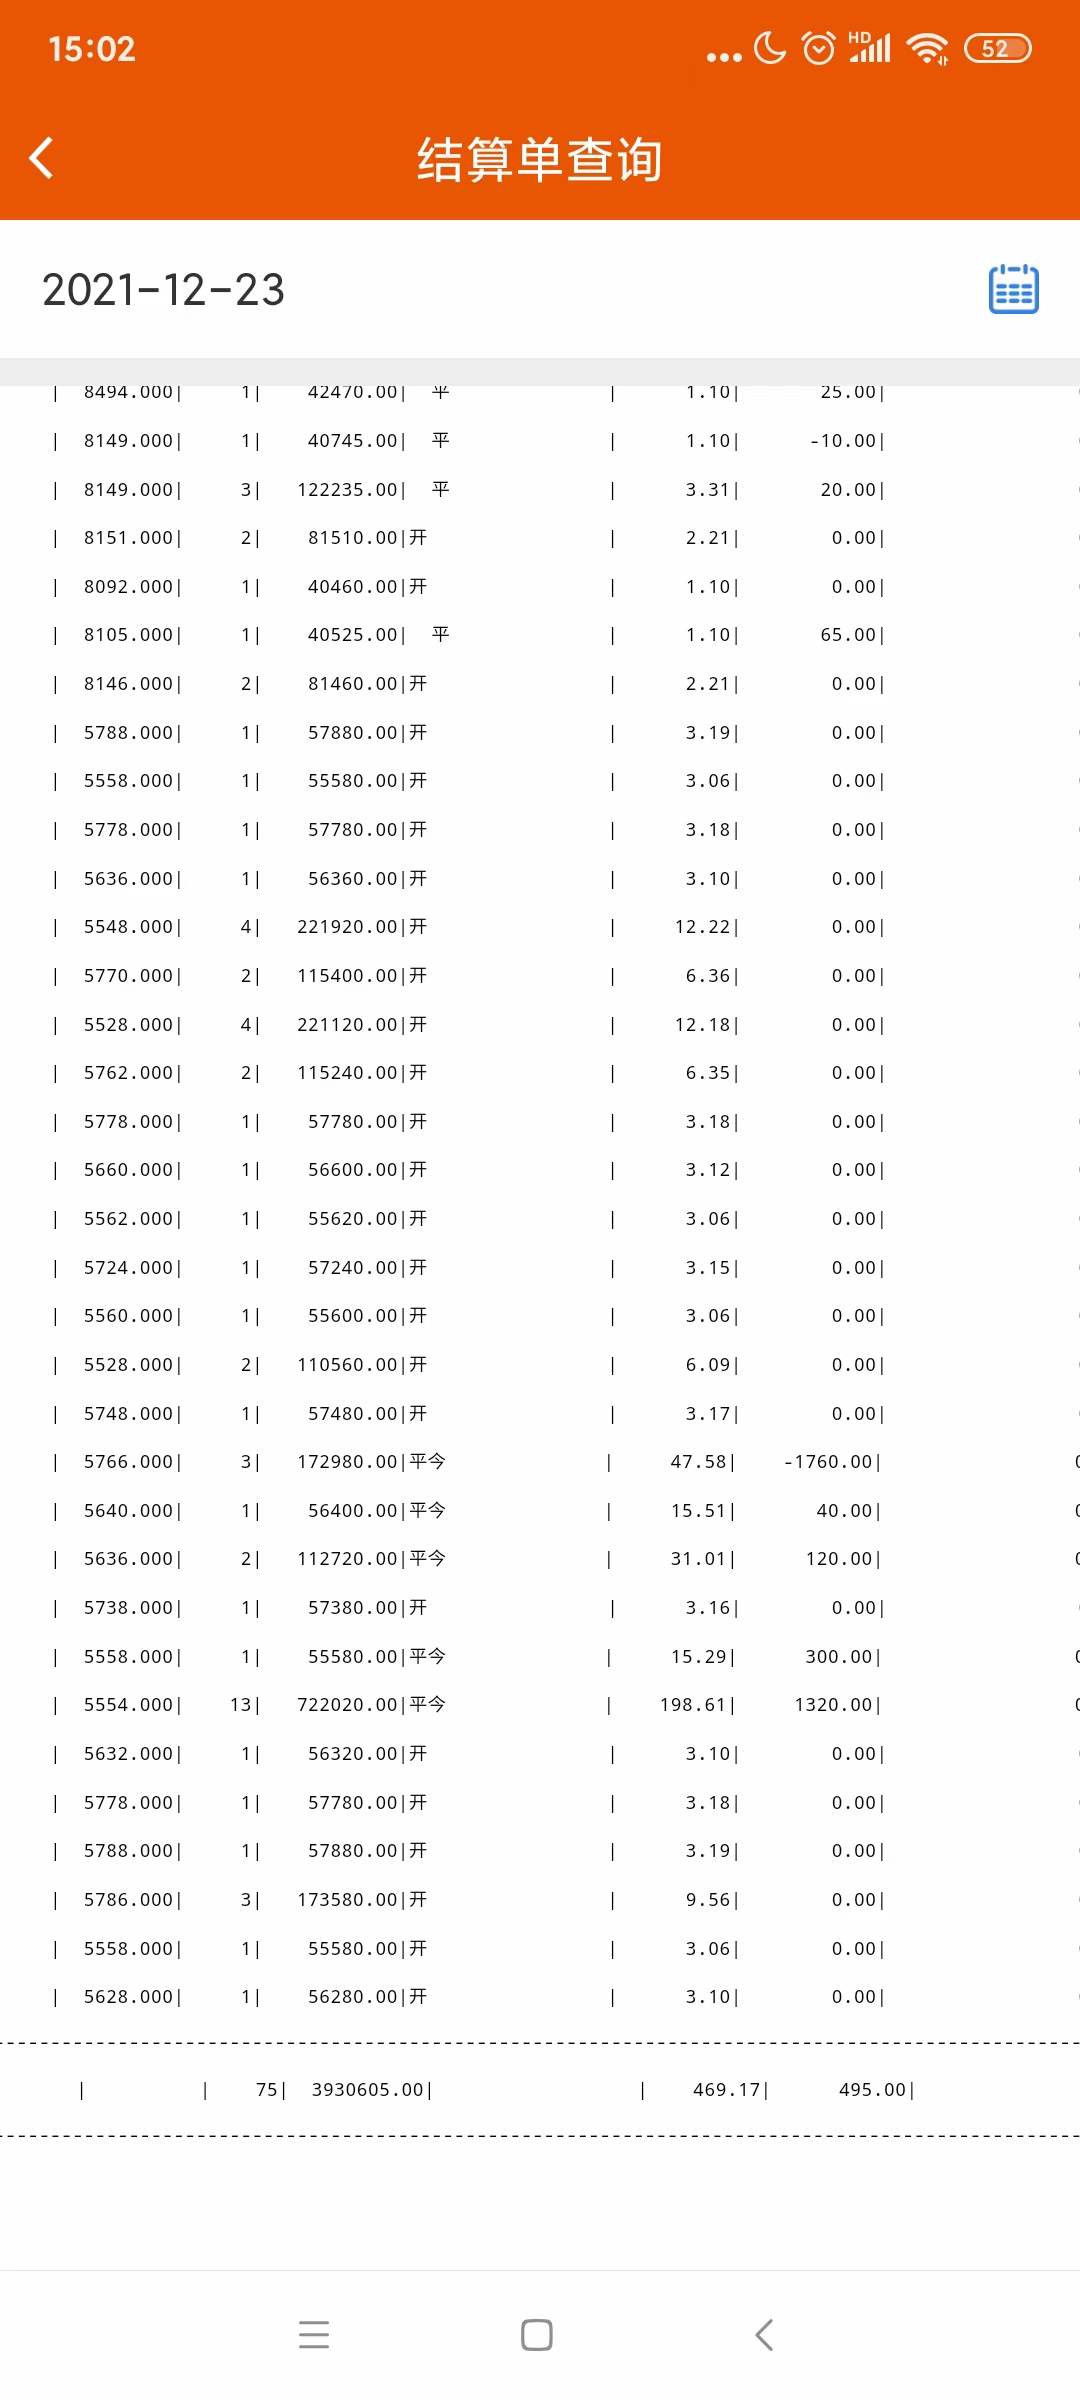 15:02
HD
52
结算单查询
2021-12-23
| 8494.000| 1| 42470.00| 平 | 1.10| 25.00|
| 8149.000| 1| 40745.00| 平 | 1.10| -10.00|
| 8149.000| 3| 122235.00| 平 | 3.31| 20.00|
| 8151.000| 2| 81510.00|开 | 2.21| 0.00|
| 8092.000| 1| 40460.00|开 | 1.10| 0.00|
| 8105.000| 1| 40525.00| 平 | 1.10| 65.00|
| 8146.000| 2| 81460.00|开 | 2.21| 0.00|
| 5788.000| 1| 57880.00|开 | 3.19| 0.00|
| 5558.000| 1| 55580.00|开 | 3.06| 0.00|
| 5778.000| 1| 57780.00|开 | 3.18| 0.00|
| 5636.000| 1| 56360.00|开 | 3.10| 0.00|
| 5548.000| 4| 221920.00|开 | 12.22| 0.00|
| 5770.000| 2| 115400.00|开 | 6.36| 0.00|
| 5528.000| 4| 221120.00|开 | 12.18| 0.00|
| 5762.000| 2| 115240.00|开 | 6.35| 0.00|
| 5778.000| 1| 57780.00|开 | 3.18| 0.00|
| 5660.000| 1| 56600.00|开 | 3.12| 0.00|
| 5562.000| 1| 55620.00|开 | 3.06| 0.00|
| 5724.000| 1| 57240.00|开 | 3.15| 0.00|
| 5560.000| 1| 55600.00|开 | 3.06| 0.00|
| 5528.000| 2| 110560.00|开 | 6.09| 0.00|
| 5748.000| 1| 57480.00|开 | 3.17| 0.00|
| 5766.000| 3| 172980.00|平今 | 47.58| -1760.00|
| 5640.000| 1| 56400.00|平今 | 15.51| 40.00|
| 5636.000| 2| 112720.00|平今 | 31.01| 120.00|
| 5738.000| 1| 57380.00|开 | 3.16| 0.00|
| 5558.000| 1| 55580.00|平今 | 15.29| 300.00|
| 5554.000| 13| 722020.00|平今 | 198.61| 1320.00|
| 5632.000| 1| 56320.00|开 | 3.10| 0.00|
| 5778.000| 1| 57780.00|开 | 3.18| 0.00|
| 5788.000| 1| 57880.00|开 | 3.19| 0.00|
| 5786.000| 3| 173580.00|开 | 9.56| 0.00|
| 5558.000| 1| 55580.00|开 | 3.06| 0.00|
| 5628.000| 1| 56280.00|开 | 3.10| 0.00|
| | 75| 3930605.00| | 469.17| 495.00|